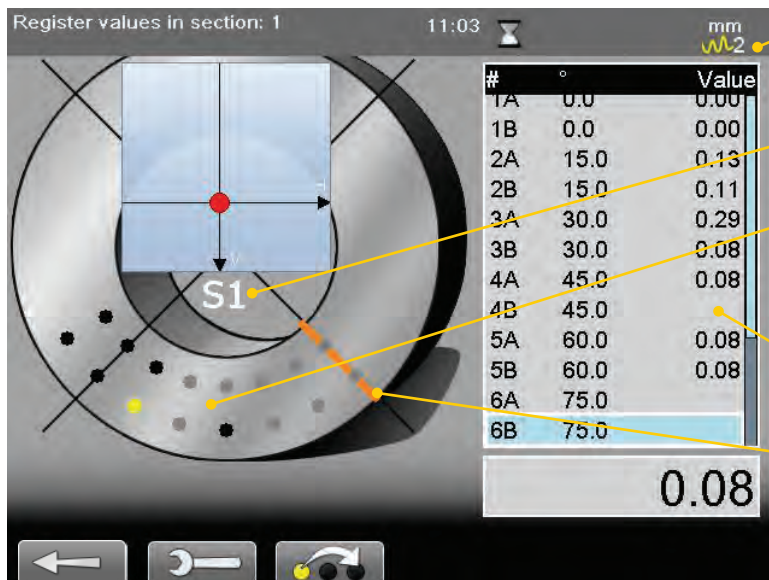 Register values in section: 1 11:03 mm
2
# ° Value
1A 0.0 0.00
1B 0.0 0.00
2A 15.0 0.13
2B 15.0 0.11
3A 30.0 0.29
3B 30.0 0.08
4A 45.0 0.08
4B 45.0
5A 60.0 0.08
5B 60.0 0.08
6A 75.0
6B 75.0
0.08
S1